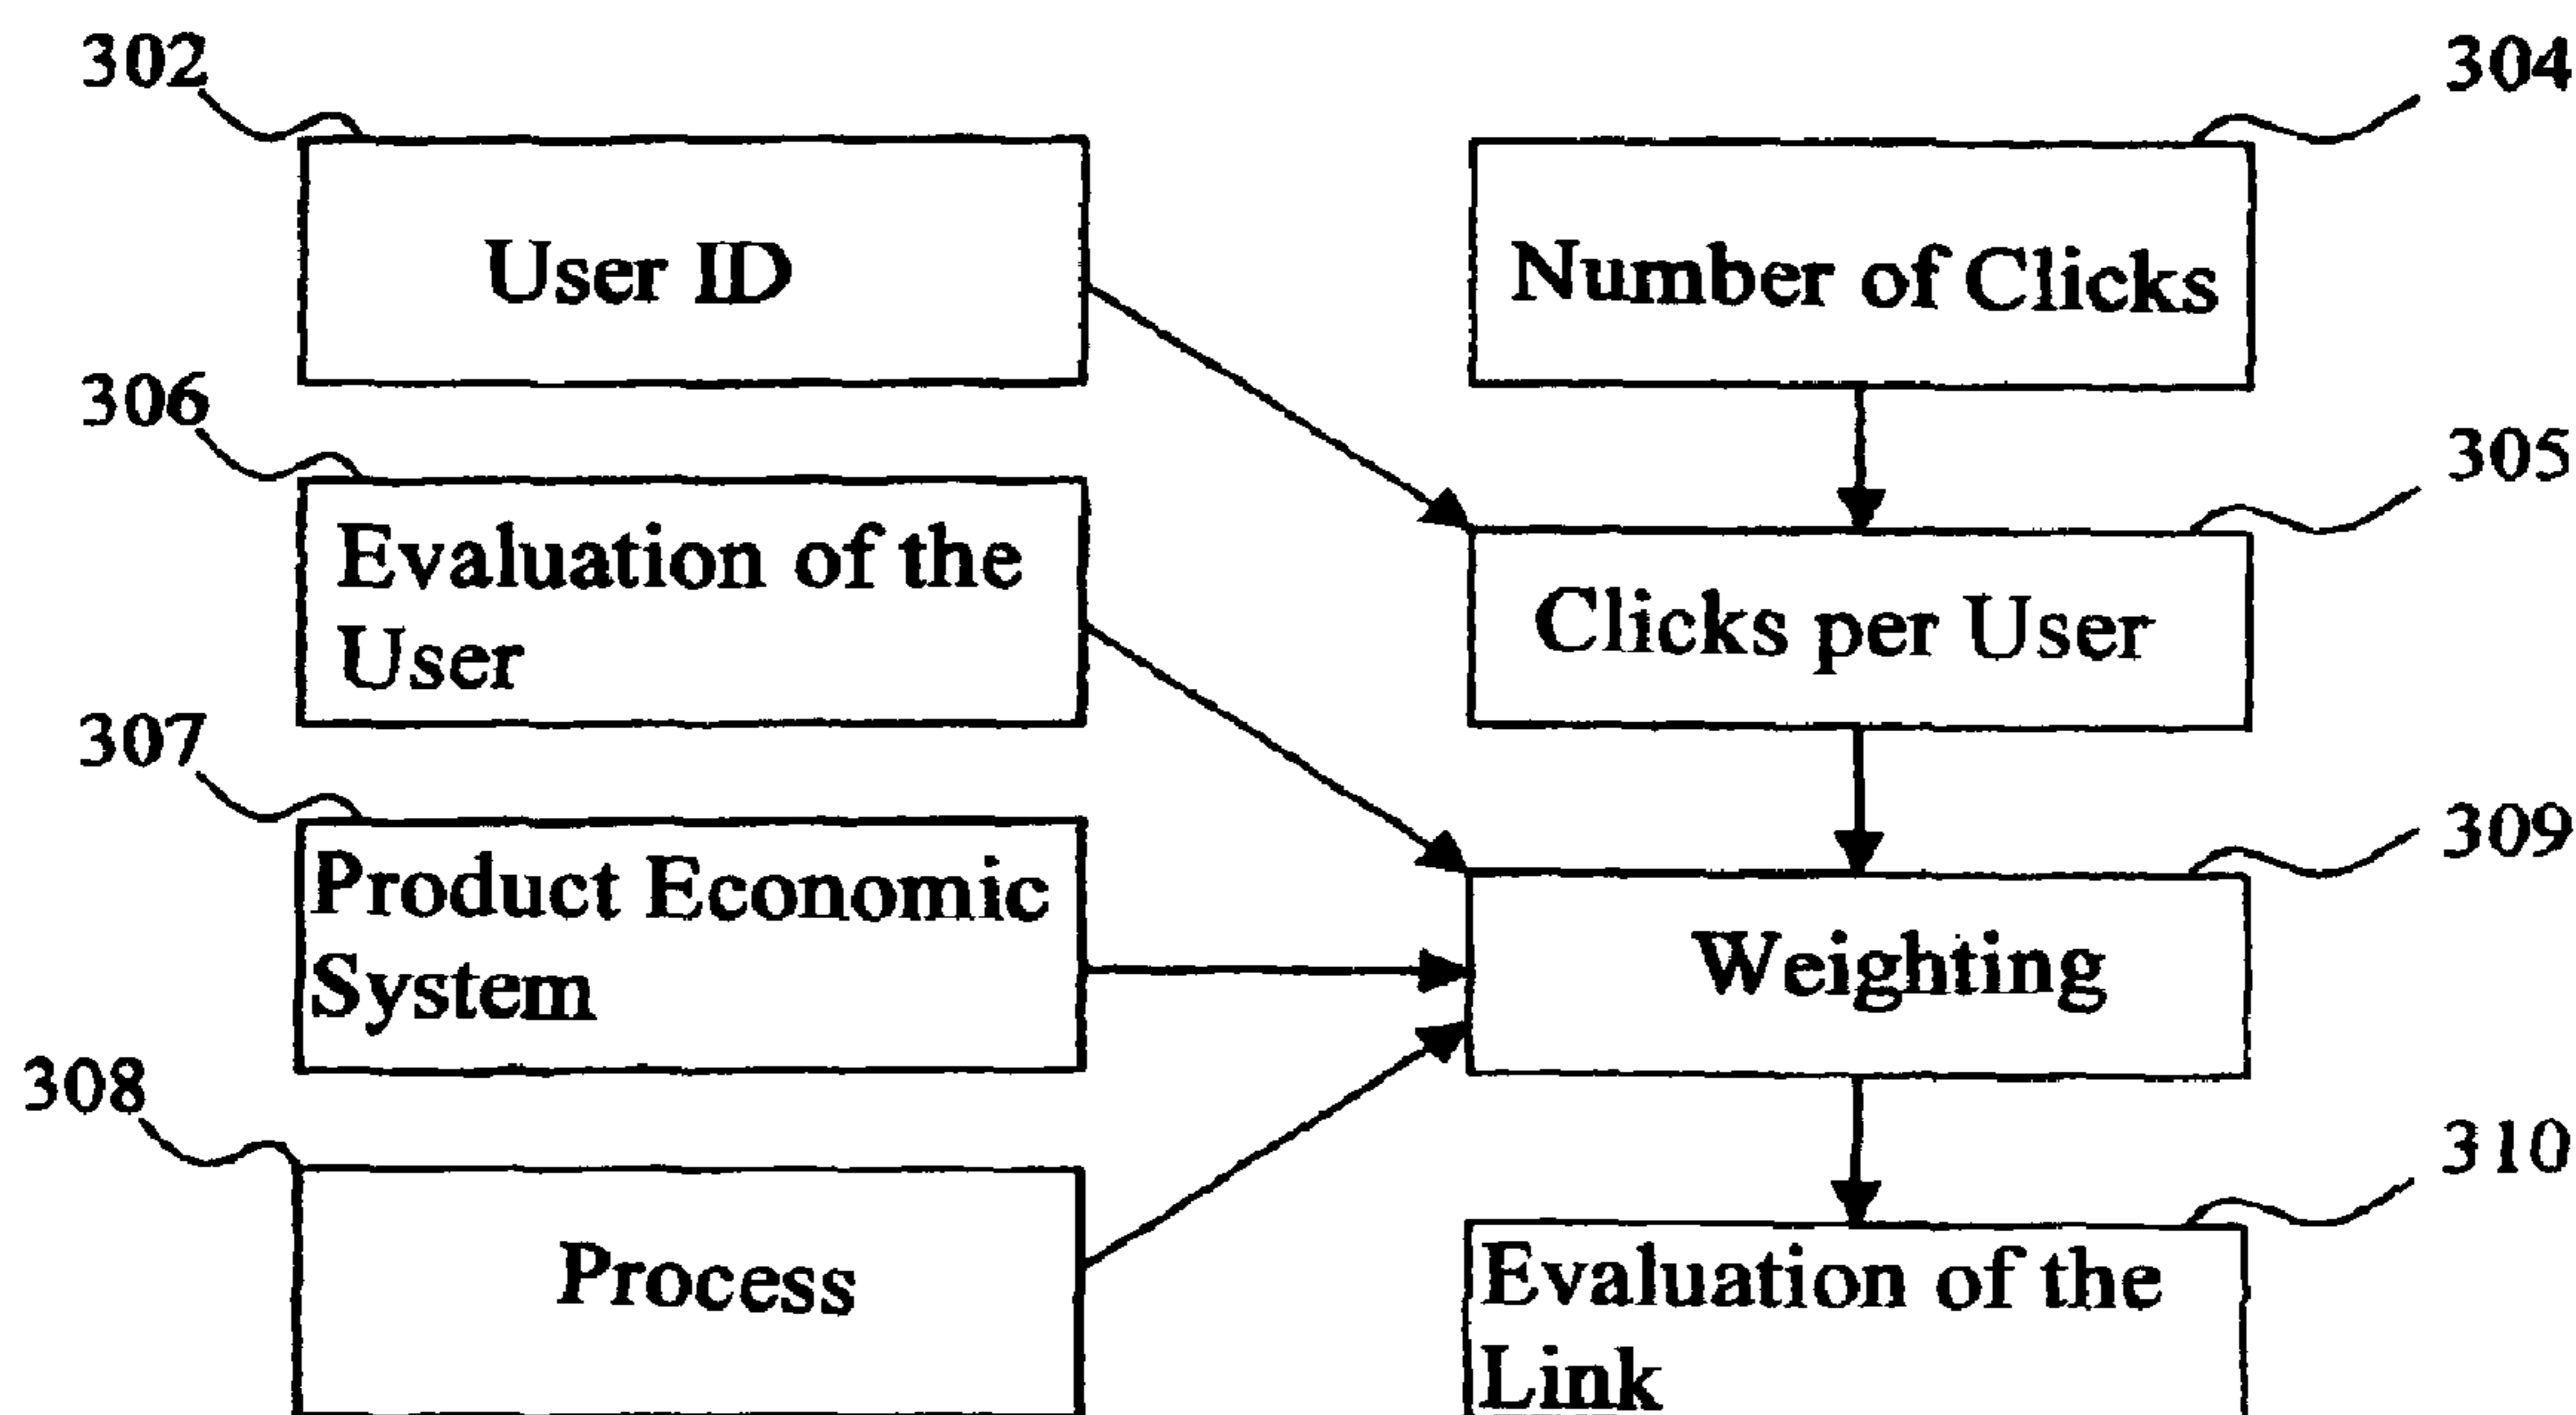 302
User ID
304
Number of Clicks
306
Evaluation of the
User
305
Clicks per User
307
Product Economic
System
309
Weighting
308
Process
310
Evaluation of the
Link